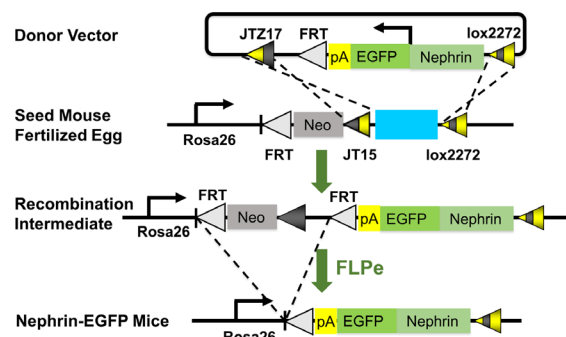 Donor Vector
JTZ17 FRT lox2272
pA EGFP Nephrin
Seed Mouse
Fertilized Egg
Rosa26 Neo
FRT JT15 lox2272
Recombination
Intermediate
FRT FRT
Rosa26 Neo pA EGFP Nephrin
FLPe
Nephrin-EGFP Mice
Rosa26 pA EGFP Nephrin